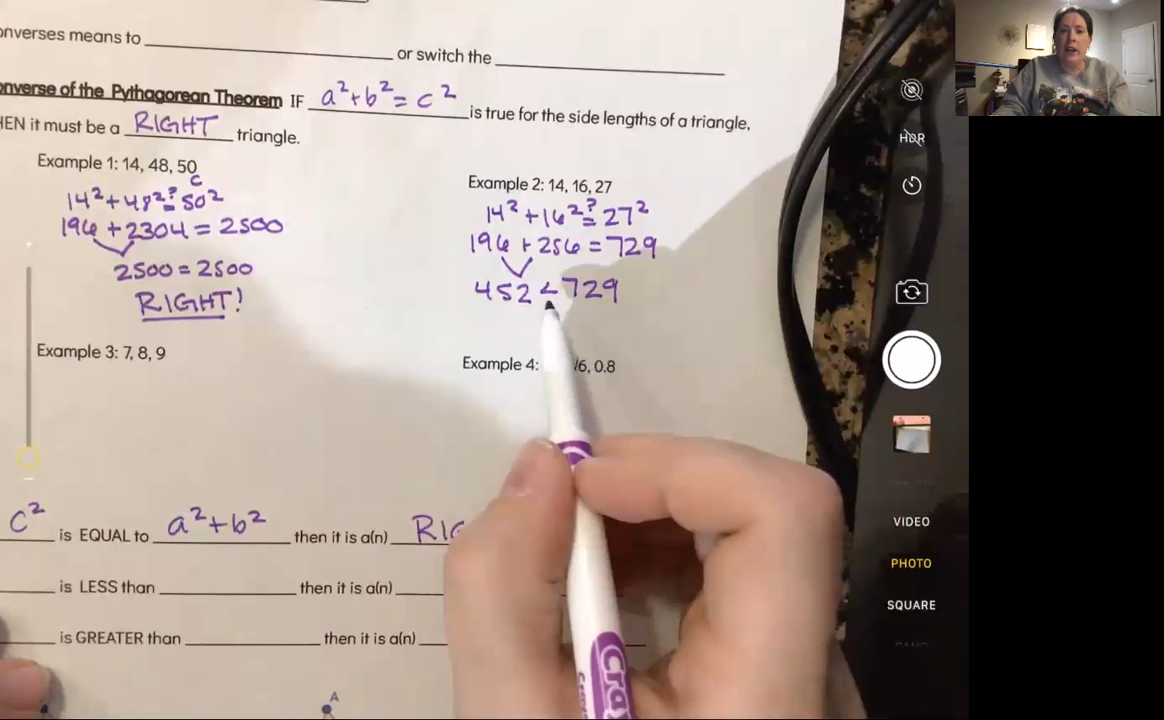 onverses means to
or switch the
onverse of the Pythagorean Theorem IF a²+b²=c² is true for the side lengths of a triangle,
HEN it must be a RIGHT triangle.
Example 1: 14, 48, 50
c
14²+48² ?= 50²
196+2304=2500
2500=2500
RIGHT!
Example 2: 14, 16, 27
14²+16² ?= 27²
196+256=729
452<729
Example 3: 7, 8, 9
Example 4: /6, 0.8
c² is EQUAL to a²+b² then it is a(n) RIG
is LESS than then it is a(n)
is GREATER than then it is a(n)
A
HDR
VIDEO
PHOTO
SQUARE
Cray